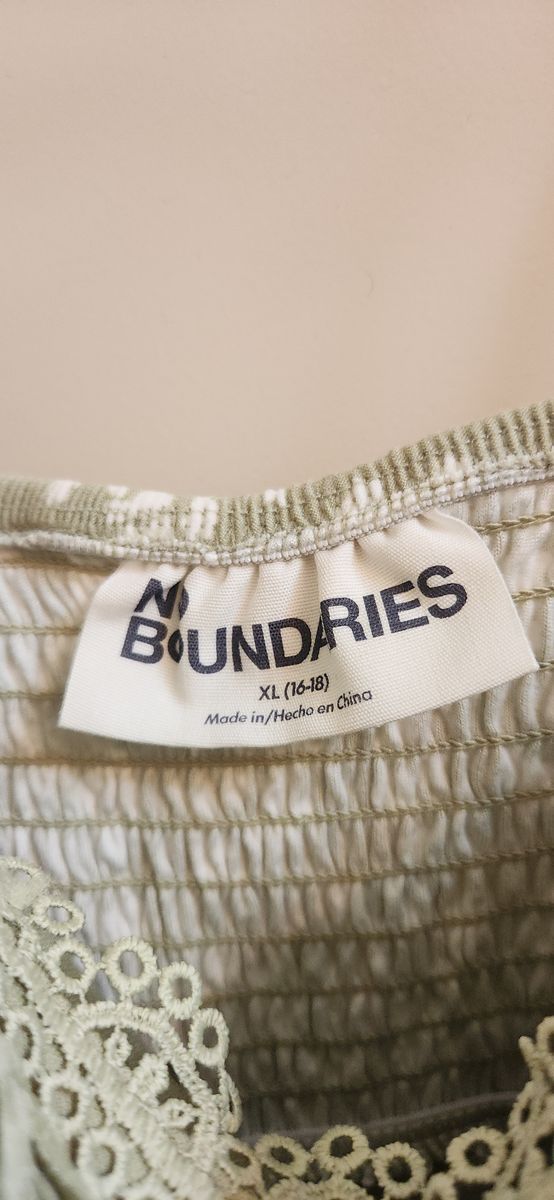 NO
BOUNDARIES
XL (16-18)
Made in/Hecho en China